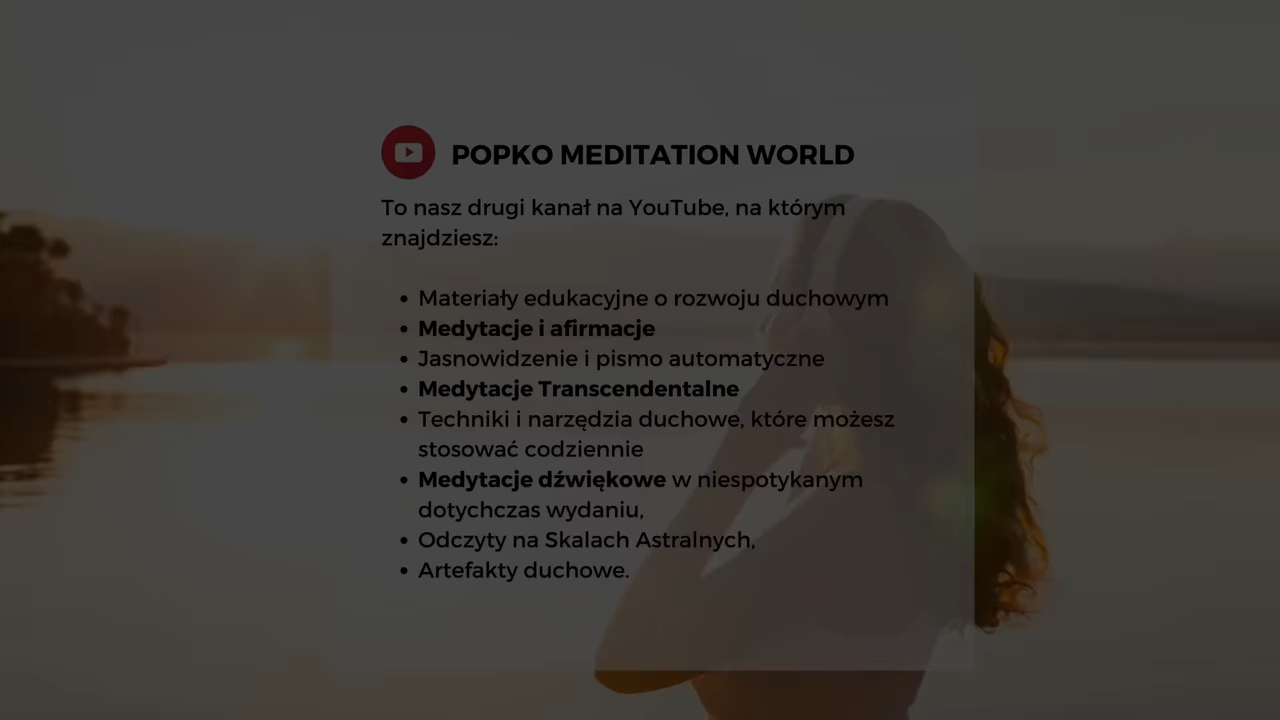 POPKO MEDITATION WORLD
To nasz drugi kanał na YouTube, na którym
znajdziesz:
• Materiały edukacyjne o rozwoju duchowym
• Medytacje i afirmacje
• Jasnowidzenie i pismo automatyczne
• Medytacje Transcendentalne
• Techniki i narzędzia duchowe, które możesz
stosować codziennie
• Medytacje dźwiękowe w niespotykanym
dotychczas wydaniu,
• Odczyty na Skalach Astralnych,
• Artefakty duchowe.